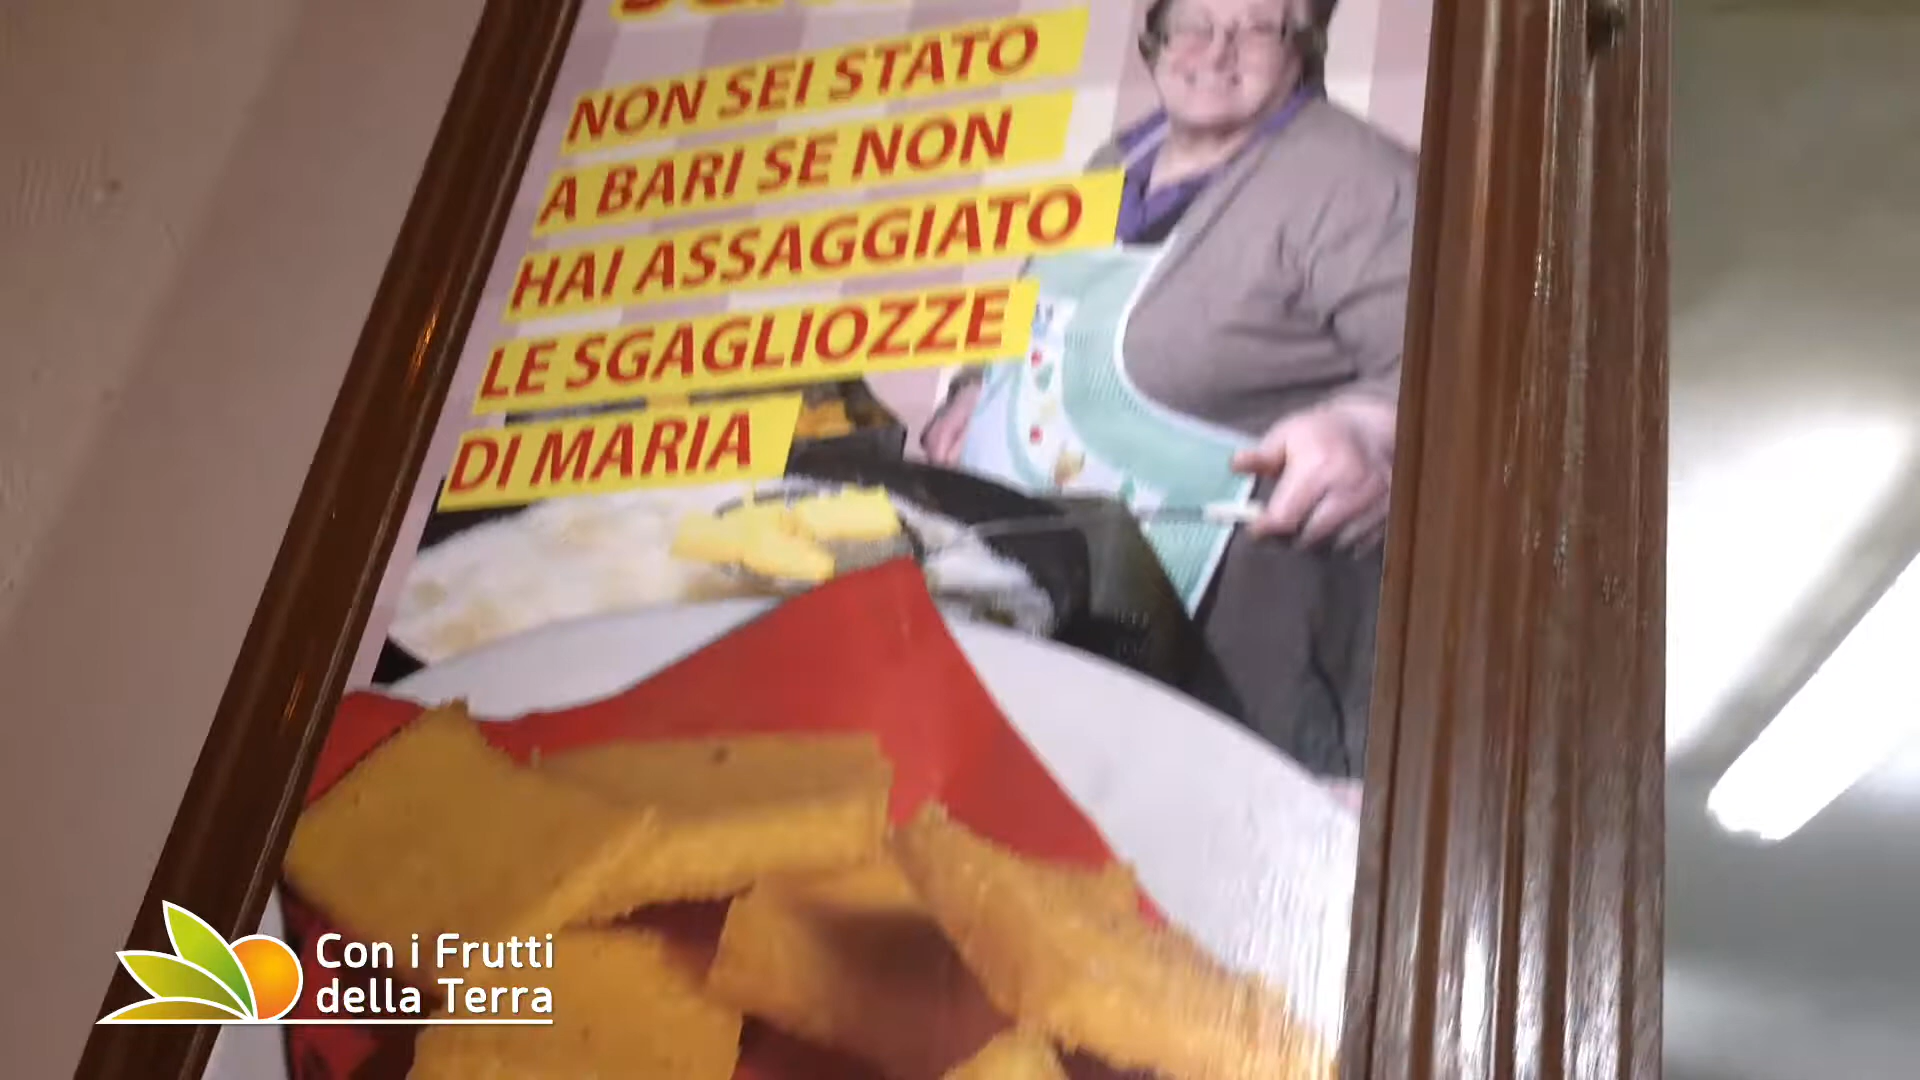 NON SEI STATO
A BARI SE NON
HAI ASSAGGIATO
LE SGAGLIOZZE
DI MARIA
Con i Frutti
della Terra